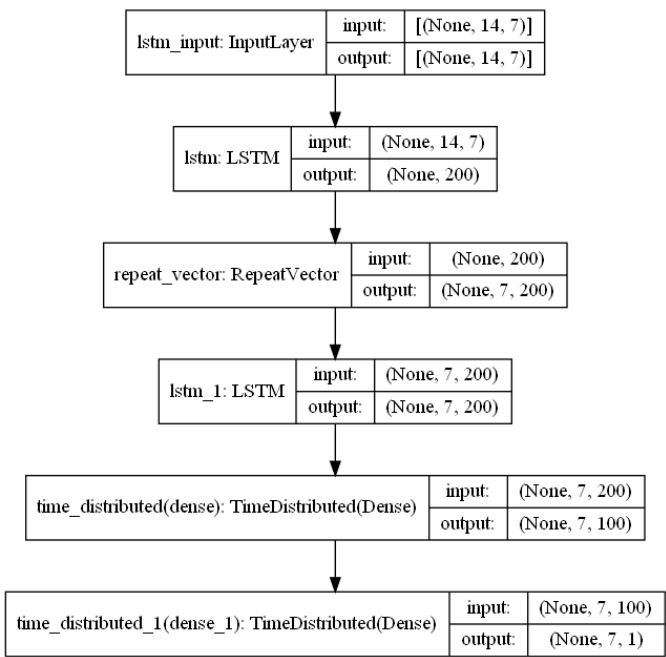 lstm_input: InputLayer
input: [(None, 14, 7)]
output: [(None, 14, 7)]
lstm: LSTM
input: (None, 14, 7)
output: (None, 200)
repeat_vector: RepeatVector
input: (None, 200)
output: (None, 7, 200)
lstm_1: LSTM
input: (None, 7, 200)
output: (None, 7, 200)
time_distributed(dense): TimeDistributed(Dense)
input: (None, 7, 200)
output: (None, 7, 100)
time_distributed_1(dense_1): TimeDistributed(Dense)
input: (None, 7, 100)
output: (None, 7, 1)